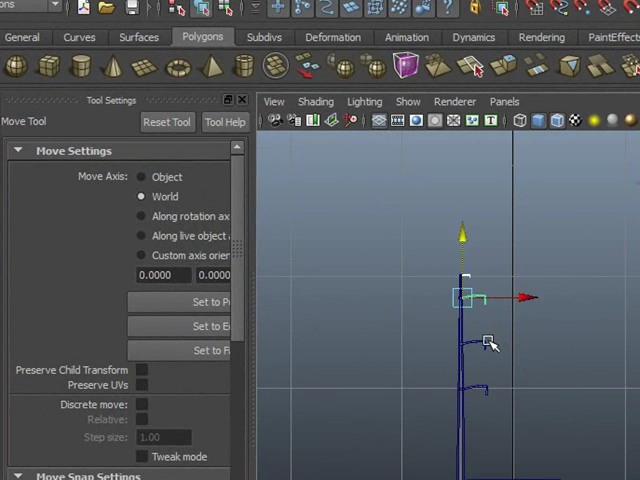 ons
General Curves Surfaces Polygons Subdivs Deformation Animation Dynamics Rendering PaintEffects
Tool Settings
Move Tool Reset Tool Tool Help
View Shading Lighting Show Renderer Panels
Move Settings
Move Axis: Object
World
Along rotation ax
Along live object a
Custom axis orien
0.0000 0.0000
Set to P
Set to E
Set to F
Preserve Child Transform
Preserve UVs
Discrete move:
Relative:
Step size: 1.00
Tweak mode
Move Snap Settings